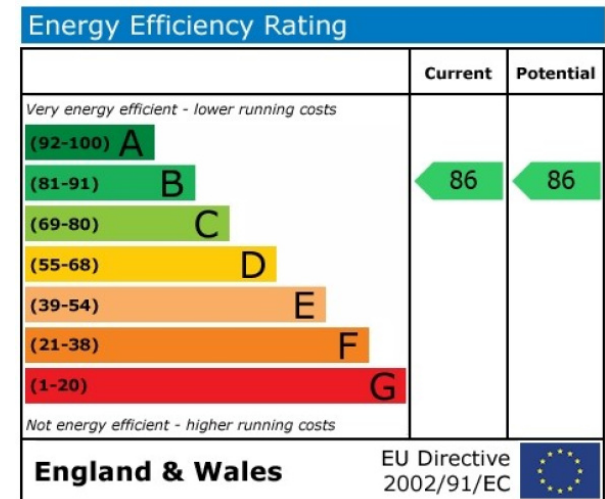 Energy Efficiency Rating
Current Potential
Very energy efficient - lower running costs
(92-100) A
(81-91) B 86 86
(69-80) C
(55-68) D
(39-54) E
(21-38) F
(1-20) G
Not energy efficient - higher running costs
England & Wales
EU Directive
2002/91/EC